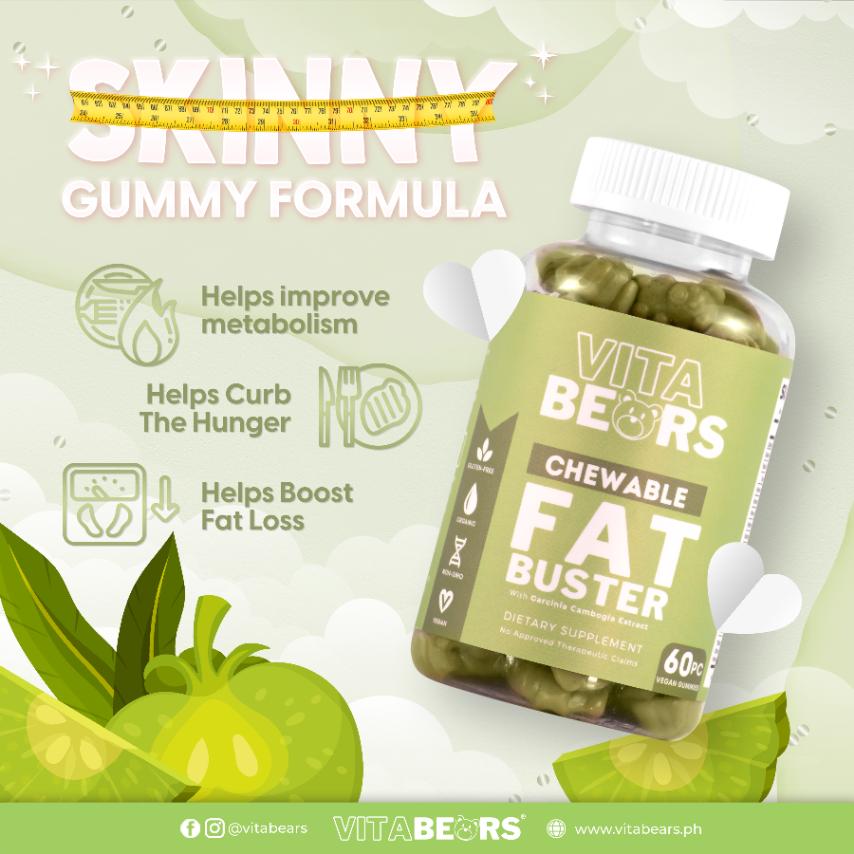 SKINNY
GUMMY FORMULA
Helps improve
metabolism
Helps Curb
The Hunger
Helps Boost
Fat Loss
VITA
BEARS
CHEWABLE
FAT
BUSTER
With Garcinia Cambogia Extract
DIETARY SUPPLEMENT
No Approved Therapeutic Claims
60PC
VEGAN GUMMIES
GLUTEN-FREE
ORGANIC
NON-GMO
VEGAN
@vitabears
VITABEARS®
www.vitabears.ph